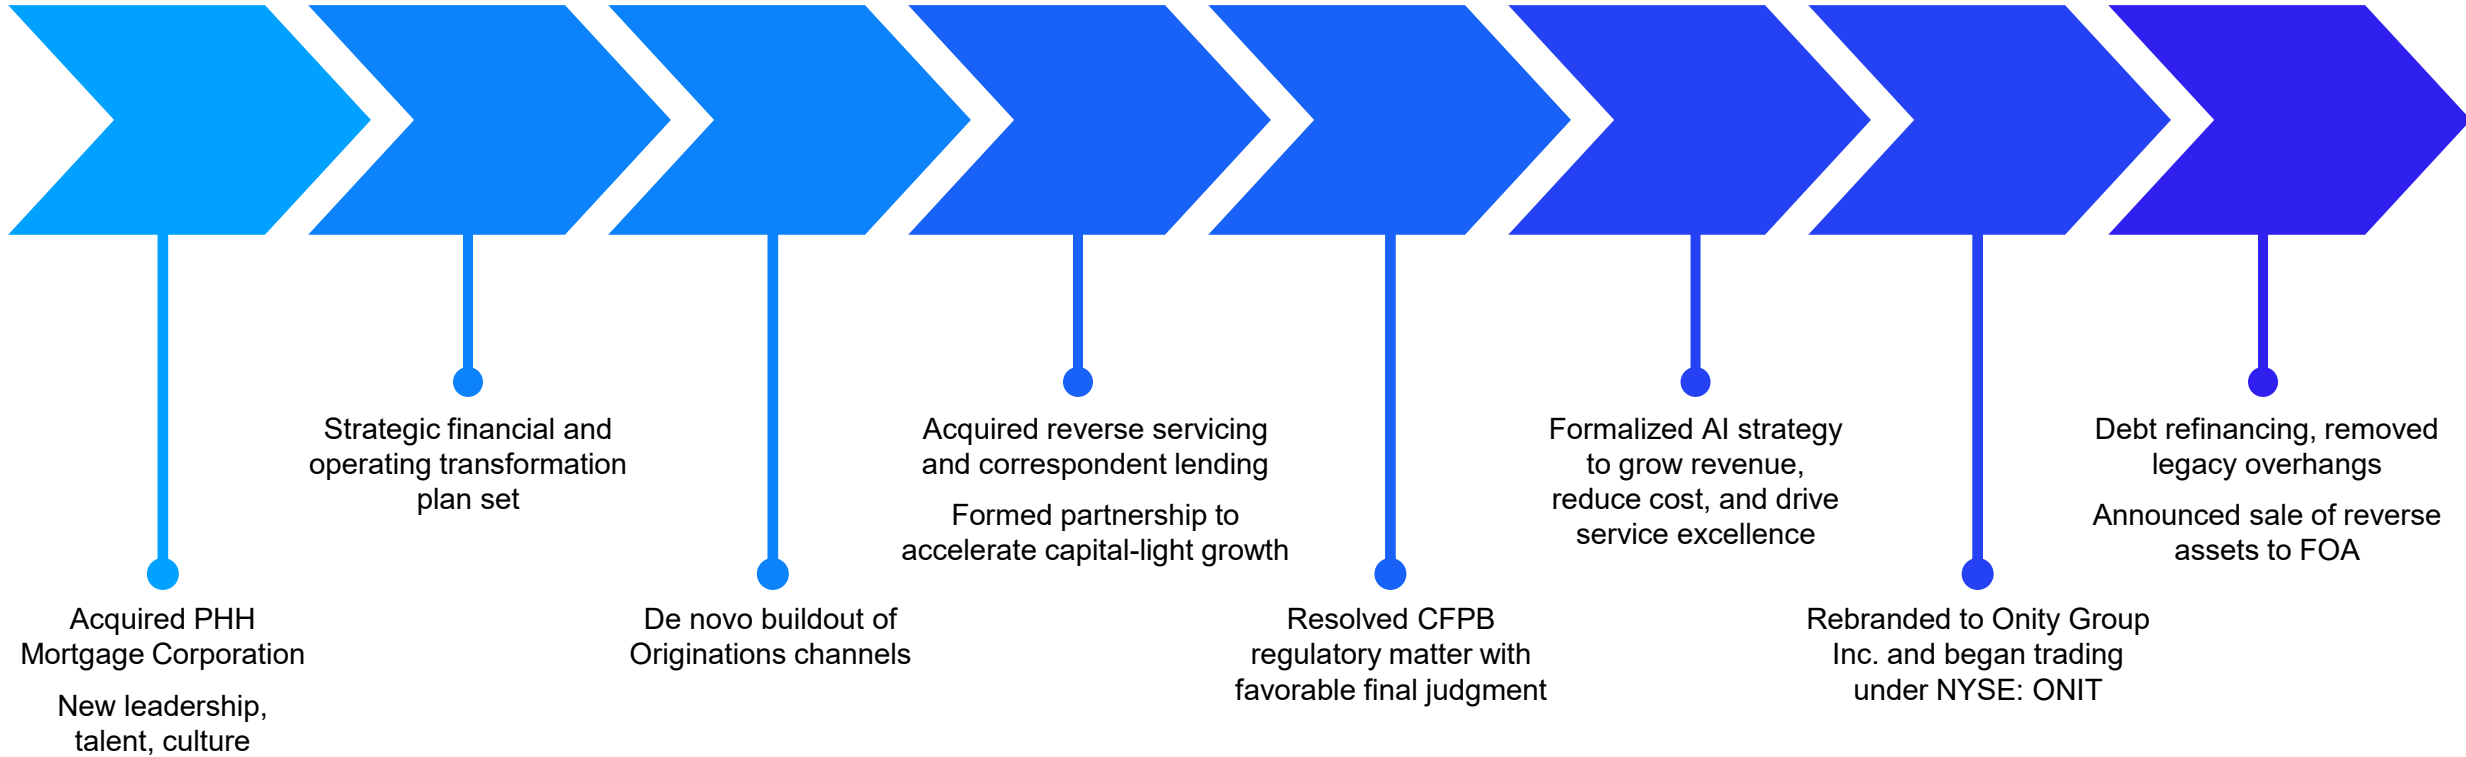 Acquired PHH
Mortgage Corporation
New leadership,
talent, culture
Strategic financial and
operating transformation
plan set
De novo buildout of
Originations channels
Acquired reverse servicing
and correspondent lending
Formed partnership to
accelerate capital-light growth
Resolved CFPB
regulatory matter with
favorable final judgment
Formalized AI strategy
to grow revenue,
reduce cost, and drive
service excellence
Rebranded to Onity Group
Inc. and began trading
under NYSE: ONIT
Debt refinancing, removed
legacy overhangs
Announced sale of reverse
assets to FOA